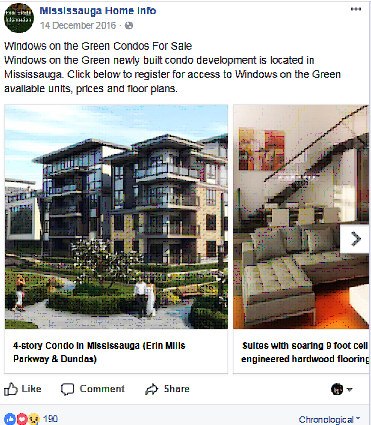 Mississauga Home Info
14 December 2016 ·
Windows on the Green Condos For Sale
Windows on the Green newly built condo development is located in
Mississauga. Click below to register for access to Windows on the Green
available units, prices and floor plans.
4-story Condo in Mississauga (Erin Mills
Parkway & Dundas)
Suites with soaring 9 foot ceil
engineered hardwood flooring
Like Comment Share
190
Chronological